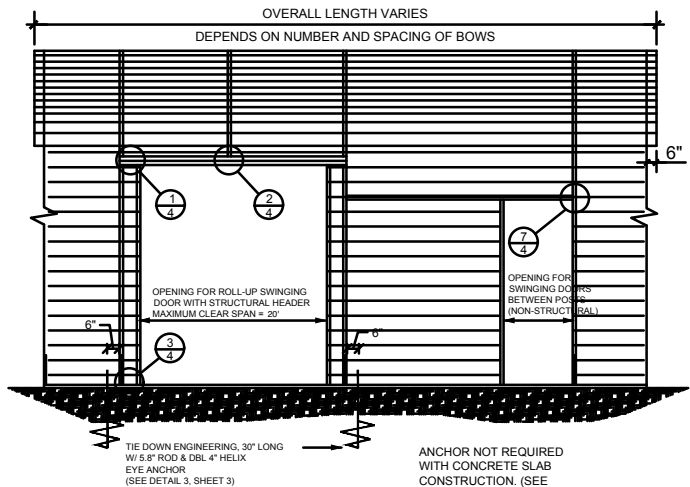 OVERALL LENGTH VARIES
DEPENDS ON NUMBER AND SPACING OF BOWS
6"
1
4
2
4
7
4
OPENING FOR ROLL-UP SWINGING
DOOR WITH STRUCTURAL HEADER
MAXIMUM CLEAR SPAN = 20'
OPENING FOR
SWINGING DOORS
BETWEEN POSTS
(NON-STRUCTURAL)
6"
6"
3
4
TIE DOWN ENGINEERING, 30" LONG
W/ 5.8" ROD & DBL 4" HELIX
EYE ANCHOR
(SEE DETAIL 3, SHEET 3)
ANCHOR NOT REQUIRED
WITH CONCRETE SLAB
CONSTRUCTION. (SEE